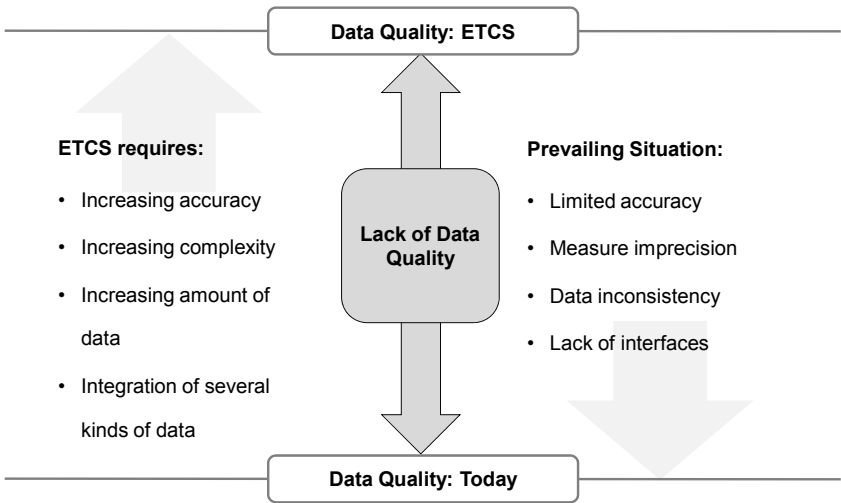 Data Quality: ETCS
ETCS requires:
• Increasing accuracy
• Increasing complexity
• Increasing amount of
data
• Integration of several
kinds of data
Lack of Data
Quality
Prevailing Situation:
• Limited accuracy
• Measure imprecision
• Data inconsistency
• Lack of interfaces
Data Quality: Today